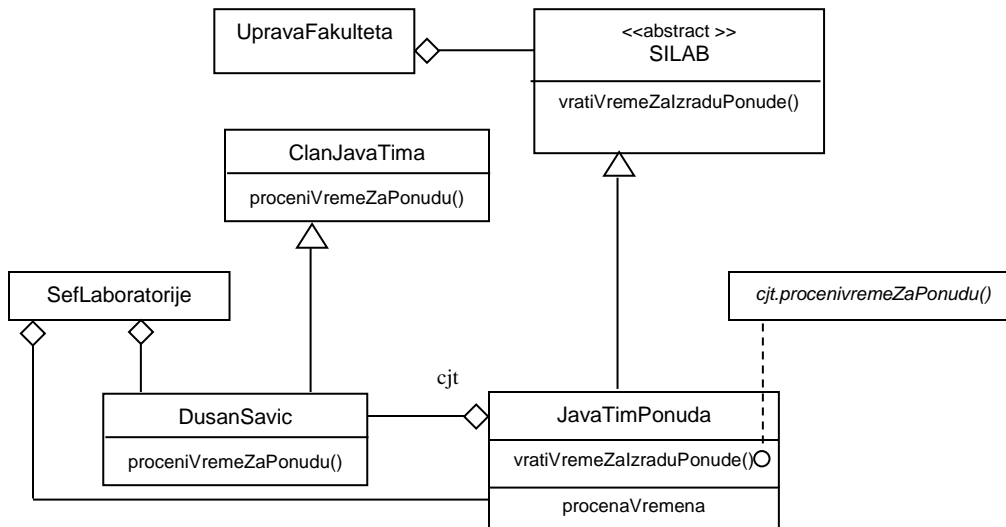 UpravaFakulteta
<<abstract >>
SILAB
vratiVremeZaIzraduPonude()
ClanJavaTima
proceniVremeZaPonudu()
SefLaboratorije
cjt.procenivremeZaPonudu()
cjt
DusanSavic
proceniVremeZaPonudu()
JavaTimPonuda
vratiVremeZaIzraduPonude()
procenaVremena